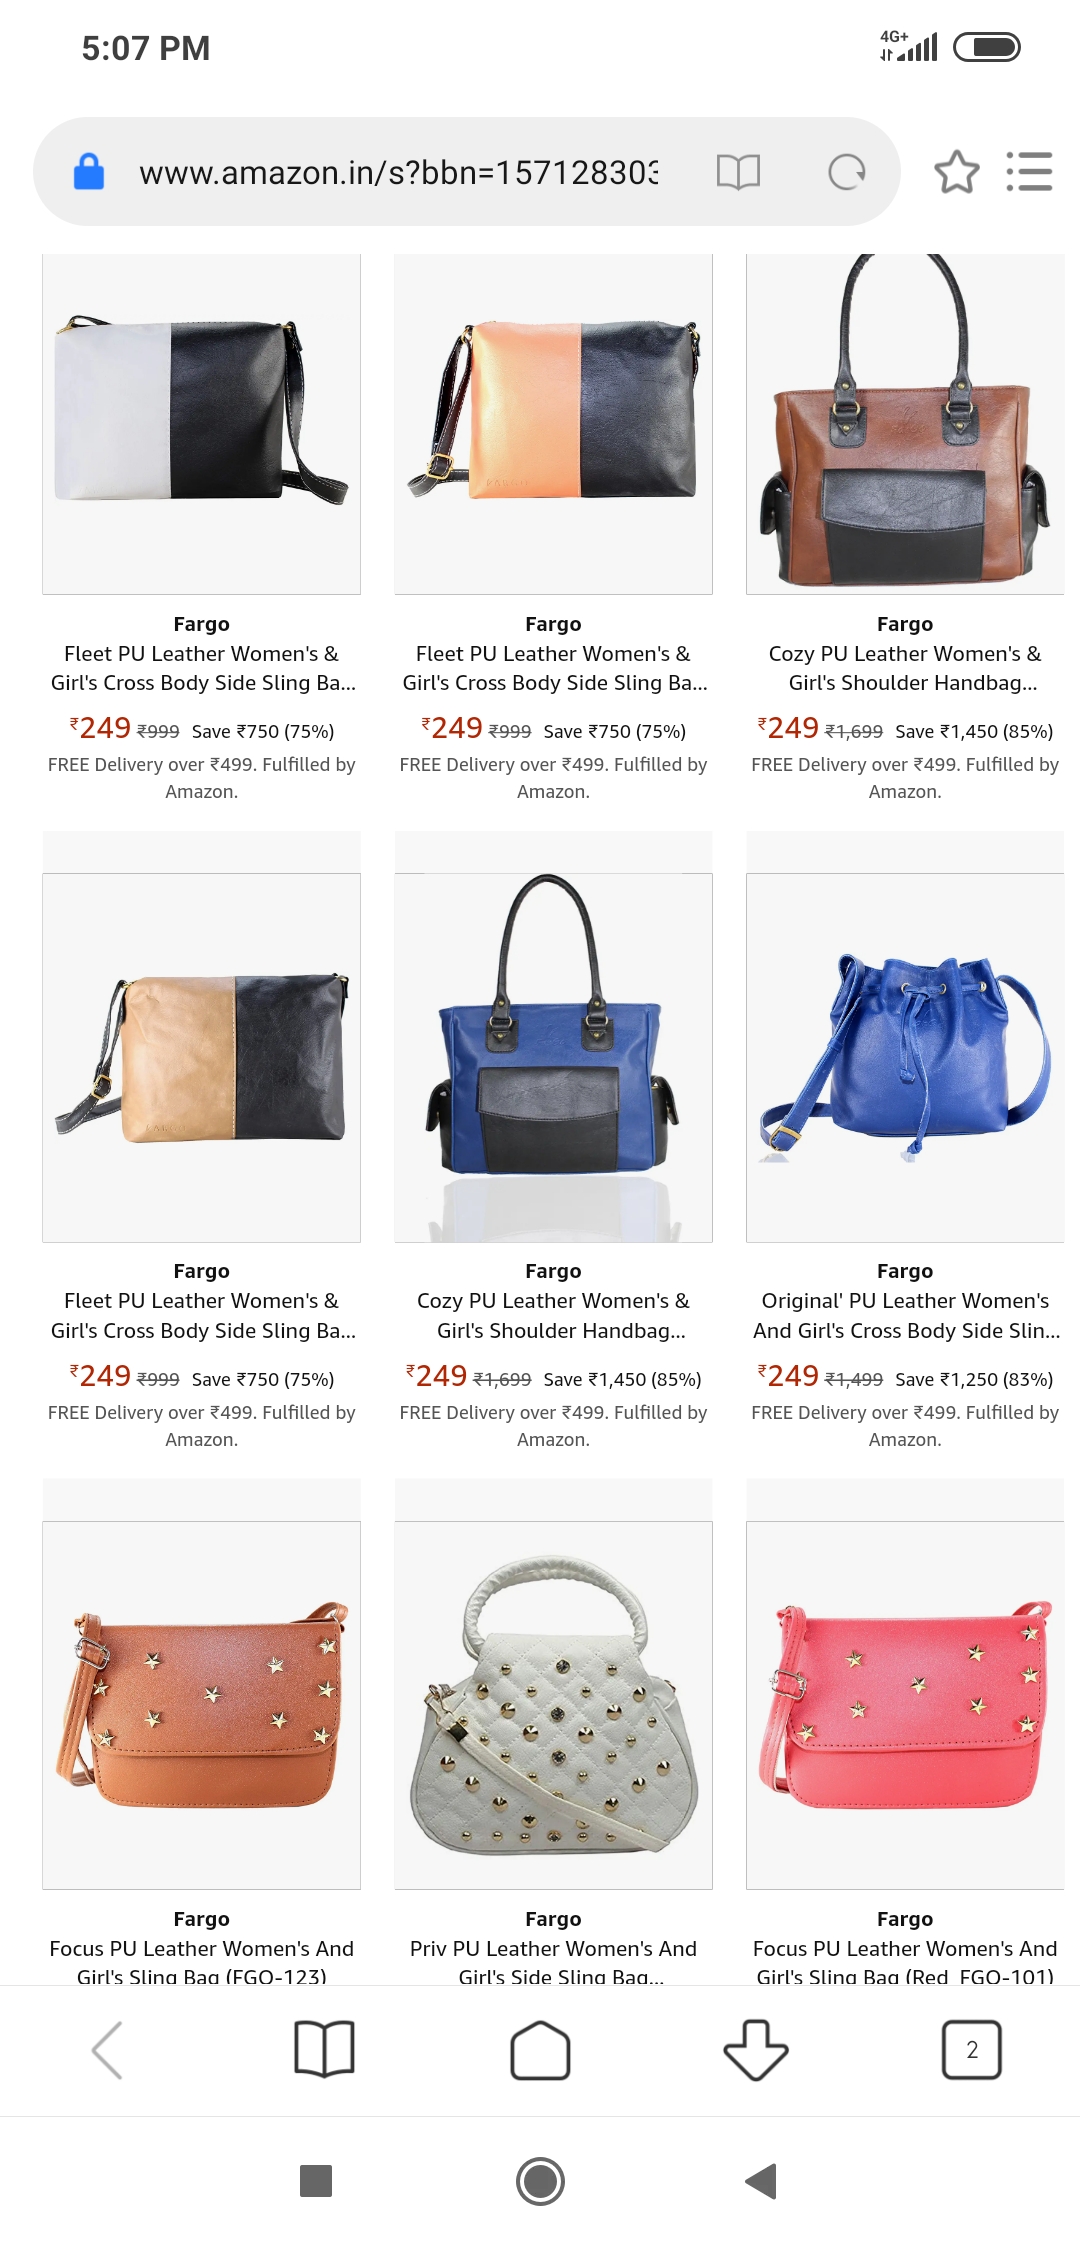 5:07 PM
4G+
www.amazon.in/s?bbn=157128303
Fargo
Fleet PU Leather Women's &
Girl's Cross Body Side Sling Ba...
₹249 ₹999 Save ₹750 (75%)
FREE Delivery over ₹499. Fulfilled by
Amazon.
Fargo
Fleet PU Leather Women's &
Girl's Cross Body Side Sling Ba...
₹249 ₹999 Save ₹750 (75%)
FREE Delivery over ₹499. Fulfilled by
Amazon.
Fargo
Cozy PU Leather Women's &
Girl's Shoulder Handbag...
₹249 ₹1,699 Save ₹1,450 (85%)
FREE Delivery over ₹499. Fulfilled by
Amazon.
Fargo
Fleet PU Leather Women's &
Girl's Cross Body Side Sling Ba...
₹249 ₹999 Save ₹750 (75%)
FREE Delivery over ₹499. Fulfilled by
Amazon.
Fargo
Cozy PU Leather Women's &
Girl's Shoulder Handbag...
₹249 ₹1,699 Save ₹1,450 (85%)
FREE Delivery over ₹499. Fulfilled by
Amazon.
Fargo
Original' PU Leather Women's
And Girl's Cross Body Side Slin...
₹249 ₹1,499 Save ₹1,250 (83%)
FREE Delivery over ₹499. Fulfilled by
Amazon.
Fargo
Focus PU Leather Women's And
Girl's Sling Bag (FGO-123)
Fargo
Priv PU Leather Women's And
Girl's Side Sling Bag...
Fargo
Focus PU Leather Women's And
Girl's Sling Bag (Red_FGO-101)
2